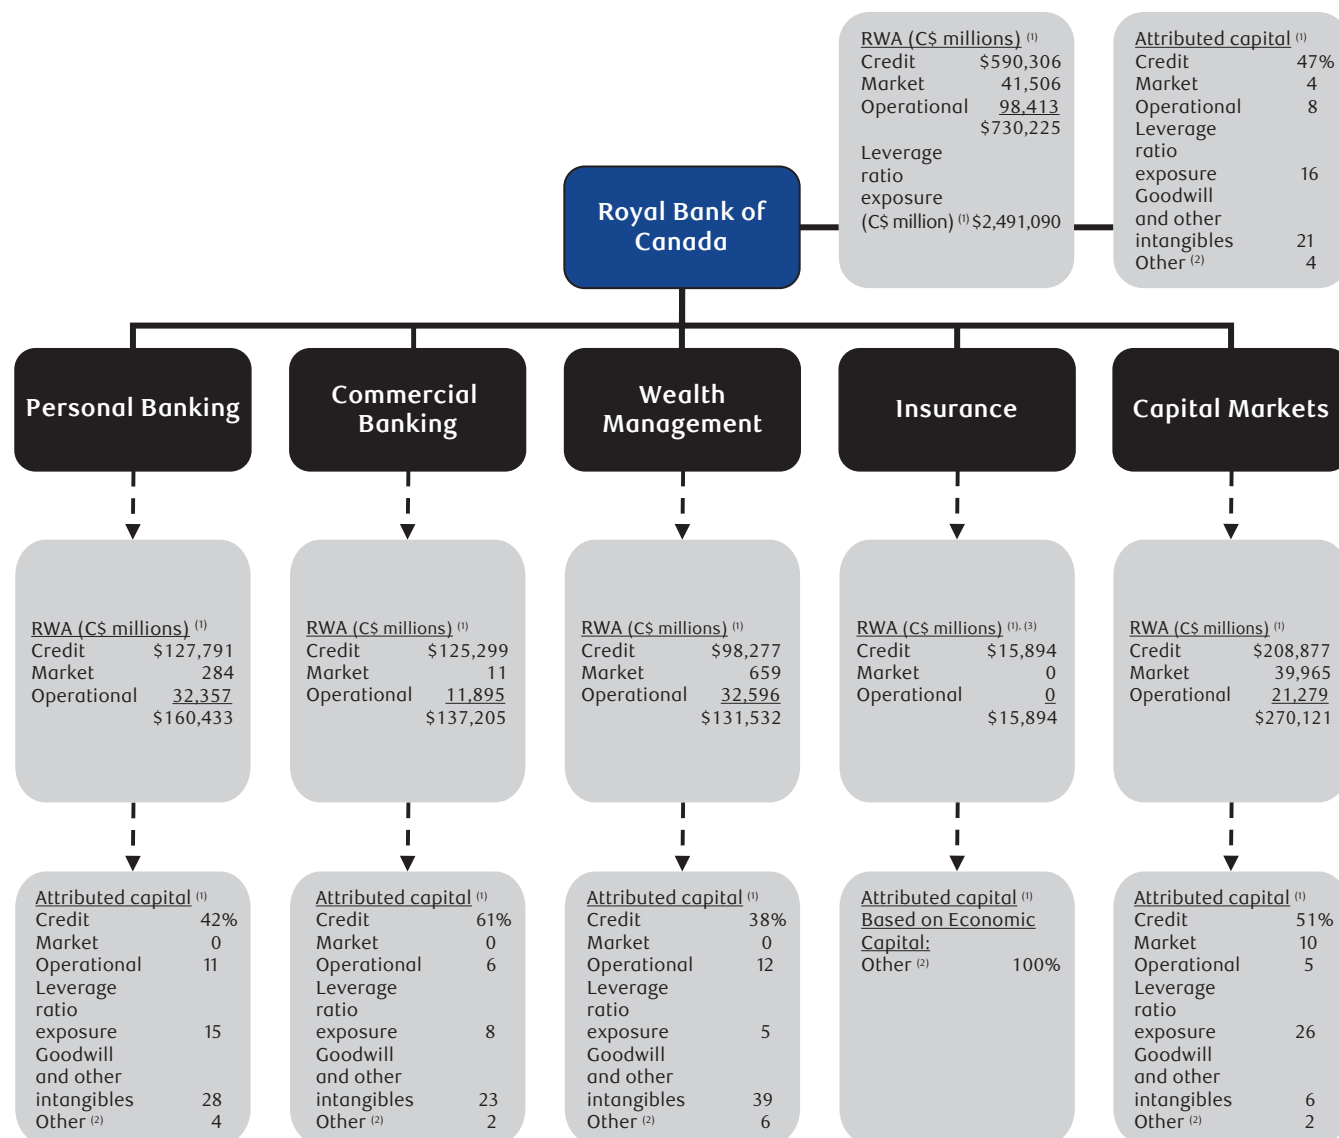 RWA (C$ millions) (1)
Credit $590,306
Market 41,506
Operational 98,413
$730,225
Leverage
ratio
exposure
(C$ million) (1) $2,491,090
Attributed capital (1)
Credit 47%
Market 4
Operational 8
Leverage
ratio
exposure 16
Goodwill
and other
intangibles 21
Other (2) 4
Royal Bank of
Canada
Personal Banking
Commercial
Banking
Wealth
Management
Insurance
Capital Markets
RWA (C$ millions) (1)
Credit $127,791
Market 284
Operational 32,357
$160,433
RWA (C$ millions) (1)
Credit $125,299
Market 11
Operational 11,895
$137,205
RWA (C$ millions) (1)
Credit $98,277
Market 659
Operational 32,596
$131,532
RWA (C$ millions) (1), (3)
Credit $15,894
Market 0
Operational 0
$15,894
RWA (C$ millions) (1)
Credit $208,877
Market 39,965
Operational 21,279
$270,121
Attributed capital (1)
Credit 42%
Market 0
Operational 11
Leverage
ratio
exposure 15
Goodwill
and other
intangibles 28
Other (2) 4
Attributed capital (1)
Credit 61%
Market 0
Operational 6
Leverage
ratio
exposure 8
Goodwill
and other
intangibles 23
Other (2) 2
Attributed capital (1)
Credit 38%
Market 0
Operational 12
Leverage
ratio
exposure 5
Goodwill
and other
intangibles 39
Other (2) 6
Attributed capital (1)
Based on Economic
Capital:
Other (2) 100%
Attributed capital (1)
Credit 51%
Market 10
Operational 5
Leverage
ratio
exposure 26
Goodwill
and other
intangibles 6
Other (2) 2